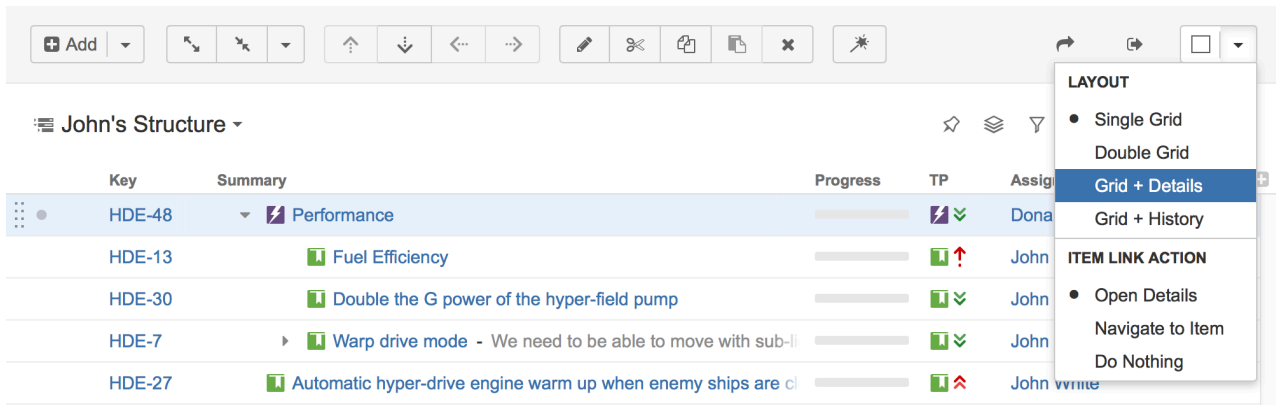 Add
LAYOUT
John's Structure
Single Grid
Double Grid
Key Summary Progress TP
Grid + Details
HDE-48 Performance
Grid + History
HDE-13 Fuel Efficiency John
ITEM LINK ACTION
HDE-30 Double the G power of the hyper-field pump John
Open Details
HDE-7 Warp drive mode - We need to be able to move with John
Navigate to Item
Do Nothing
HDE-27 Automatic hyper-drive engine warm up when enemy ships are John White